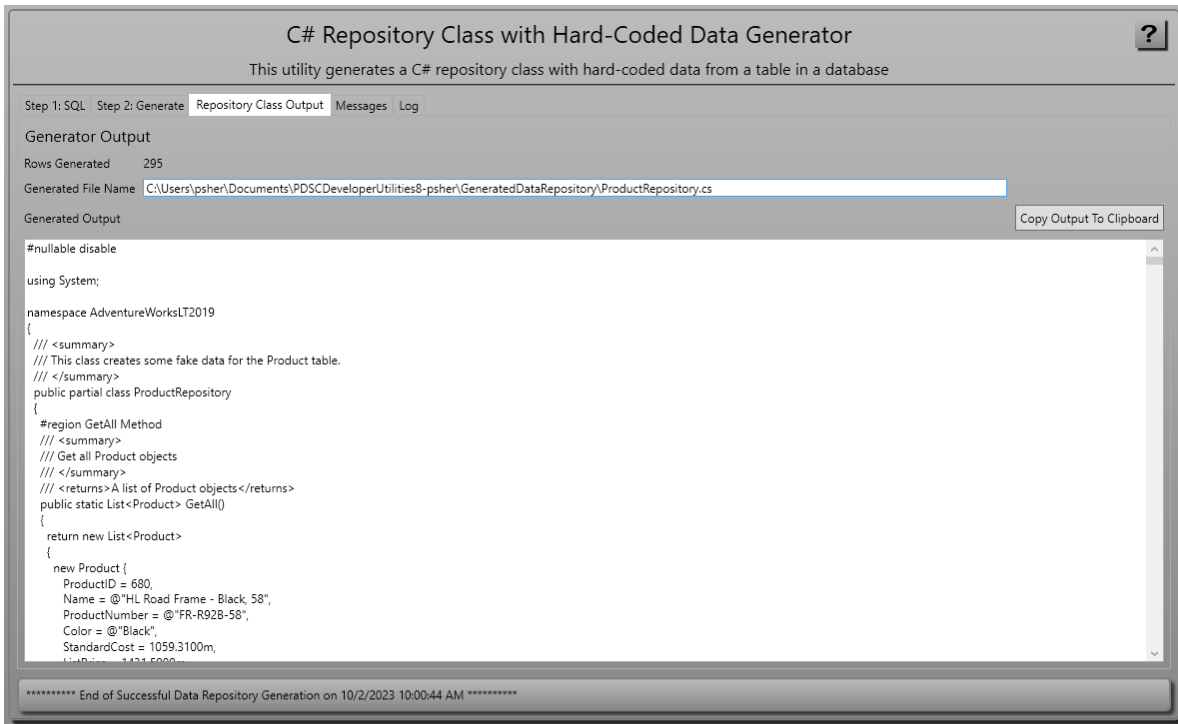 C# Repository Class with Hard-Coded Data Generator
?
This utility generates a C# repository class with hard-coded data from a table in a database
Step 1: SQL Step 2: Generate Repository Class Output Messages Log
Generator Output
Rows Generated 295
Generated File Name C:\Users\psher\Documents\PDSCDeveloperUtilities8-psher\GeneratedDataRepository\ProductRepository.cs
Generated Output Copy Output To Clipboard
#nullable disable
using System;
namespace AdventureWorksLT2019
{
/// <summary>
/// This class creates some fake data for the Product table.
/// </summary>
public partial class ProductRepository
{
#region GetAll Method
/// <summary>
/// Get all Product objects
/// </summary>
/// <returns>A list of Product objects</returns>
public static List<Product> GetAll()
{
return new List<Product>
{
new Product {
ProductID = 680,
Name = @"HL Road Frame - Black, 58",
ProductNumber = @"FR-R92B-58",
Color = @"Black",
StandardCost = 1059.3100m,
********** End of Successful Data Repository Generation on 10/2/2023 10:00:44 AM **********